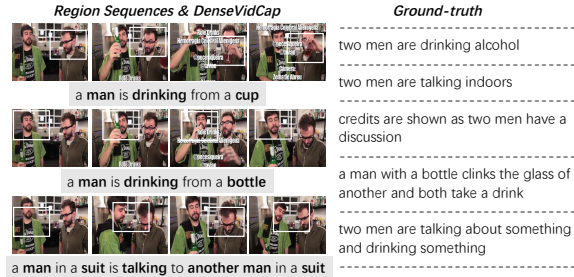 Region Sequences & DenseVidCap
Ground-truth
a man is drinking from a cup
a man is drinking from a bottle
a man in a suit is talking to another man in a suit
two men are drinking alcohol
two men are talking indoors
credits are shown as two men have a
discussion
a man with a bottle clinks the glass of
another and both take a drink
two men are talking about something
and drinking something